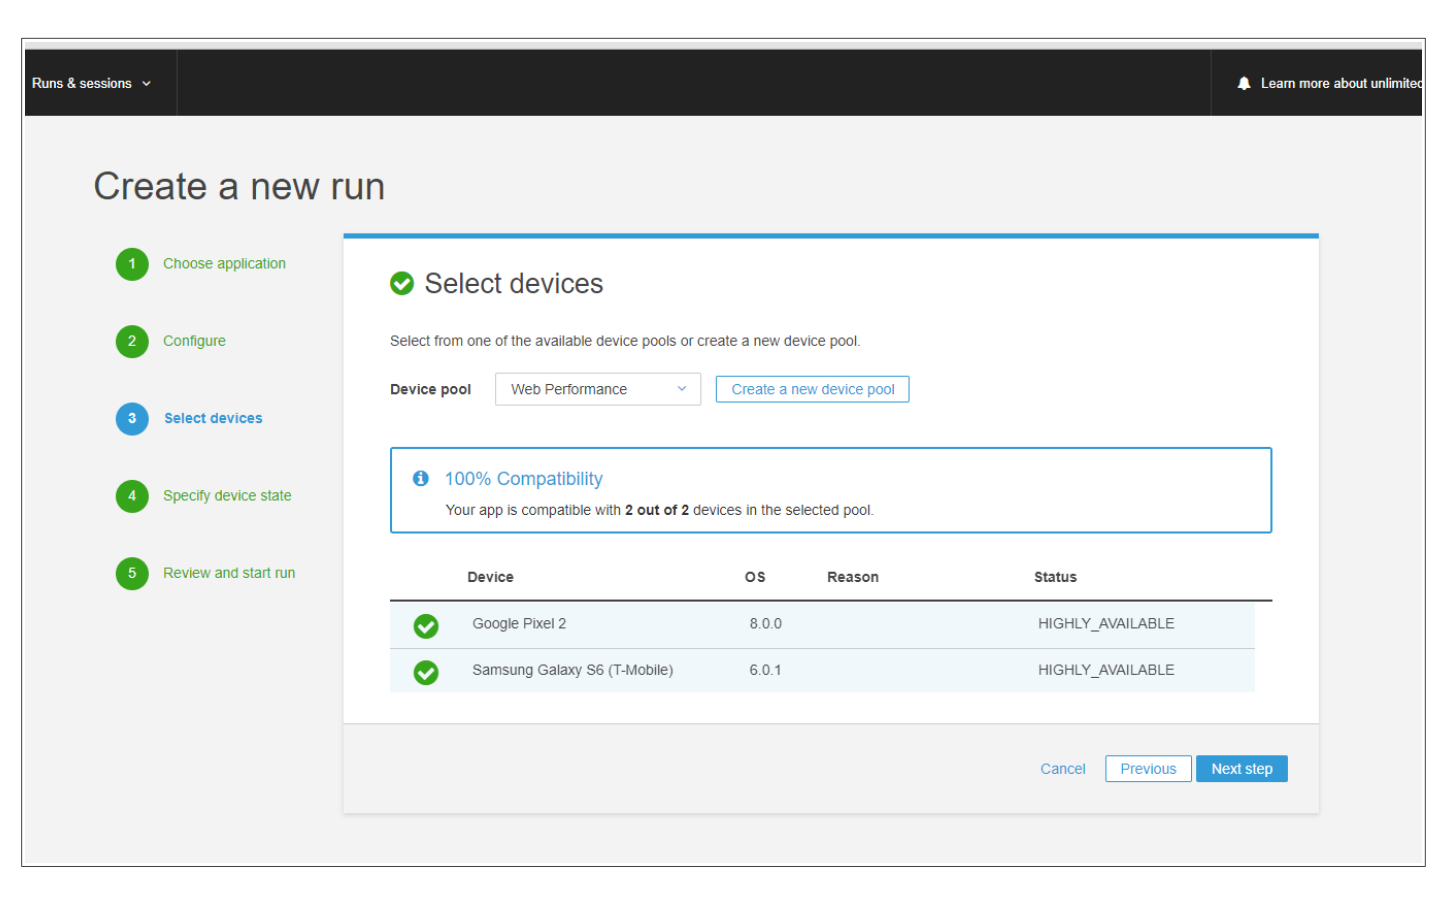 Runs & sessions
Learn more about unlimited
Create a new run
1 Choose application
2 Configure
3 Select devices
4 Specify device state
5 Review and start run
Select devices
Select from one of the available device pools or create a new device pool.
Device pool Web Performance Create a new device pool
100% Compatibility
Your app is compatible with 2 out of 2 devices in the selected pool.
Device OS Reason Status
Google Pixel 2 8.0.0 HIGHLY_AVAILABLE
Samsung Galaxy S6 (T-Mobile) 6.0.1 HIGHLY_AVAILABLE
Cancel Previous Next step